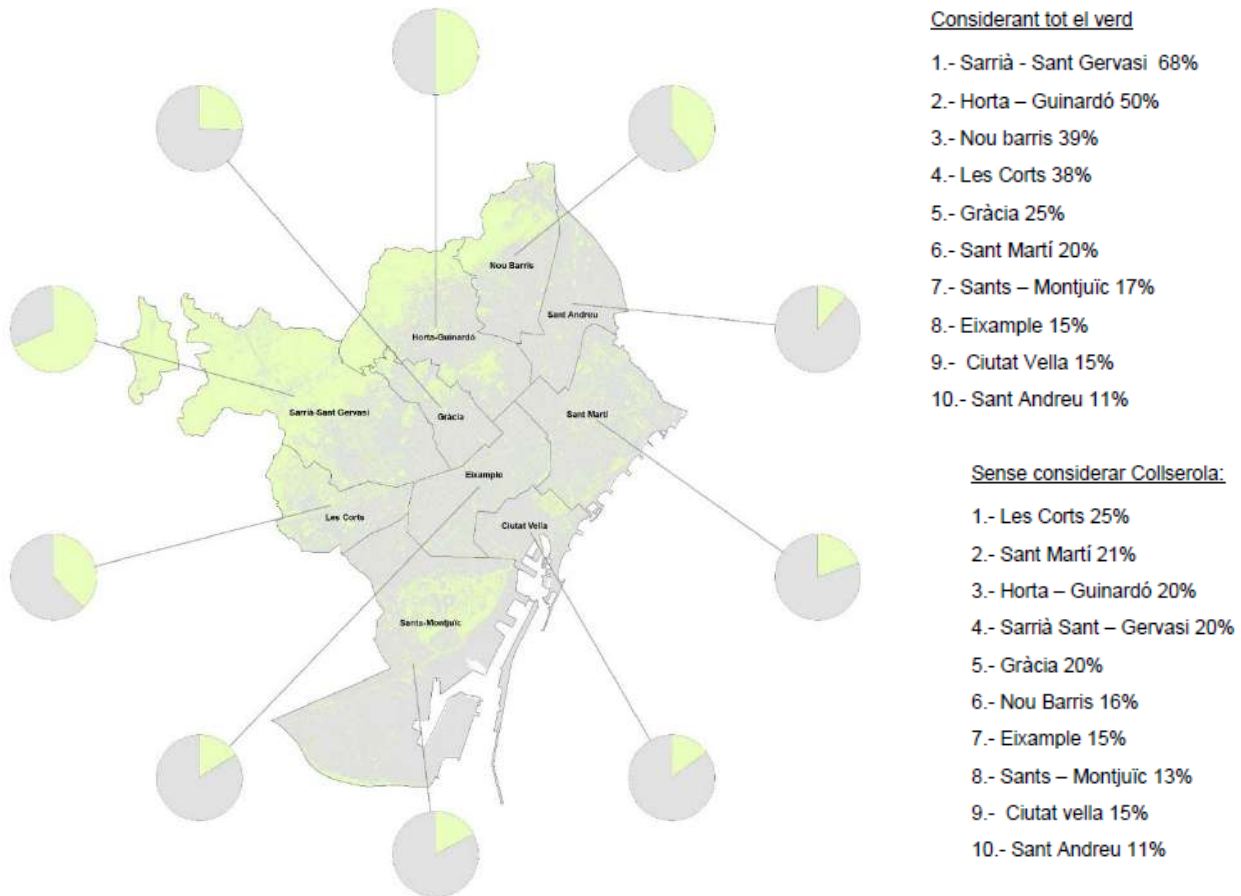 Considerant tot el verd
1.- Sarrià - Sant Gervasi 68%
2.- Horta – Guinardó 50%
3.- Nou barris 39%
4.- Les Corts 38%
5.- Gràcia 25%
6.- Sant Martí 20%
7.- Sants – Montjuïc 17%
8.- Eixample 15%
9.- Ciutat Vella 15%
10.- Sant Andreu 11%
Sense considerar Collserola:
1.- Les Corts 25%
2.- Sant Martí 21%
3.- Horta – Guinardó 20%
4.- Sarrià Sant – Gervasi 20%
5.- Gràcia 20%
6.- Nou Barris 16%
7.- Eixample 15%
8.- Sants – Montjuïc 13%
9.- Ciutat vella 15%
10.- Sant Andreu 11%
Nou Barris
Sant Andreu
Horta-Guinardó
Sarrià-Sant Gervasi
Gràcia
Sant Martí
Eixample
Les Corts
Ciutat Vella
Sants-Montjuïc